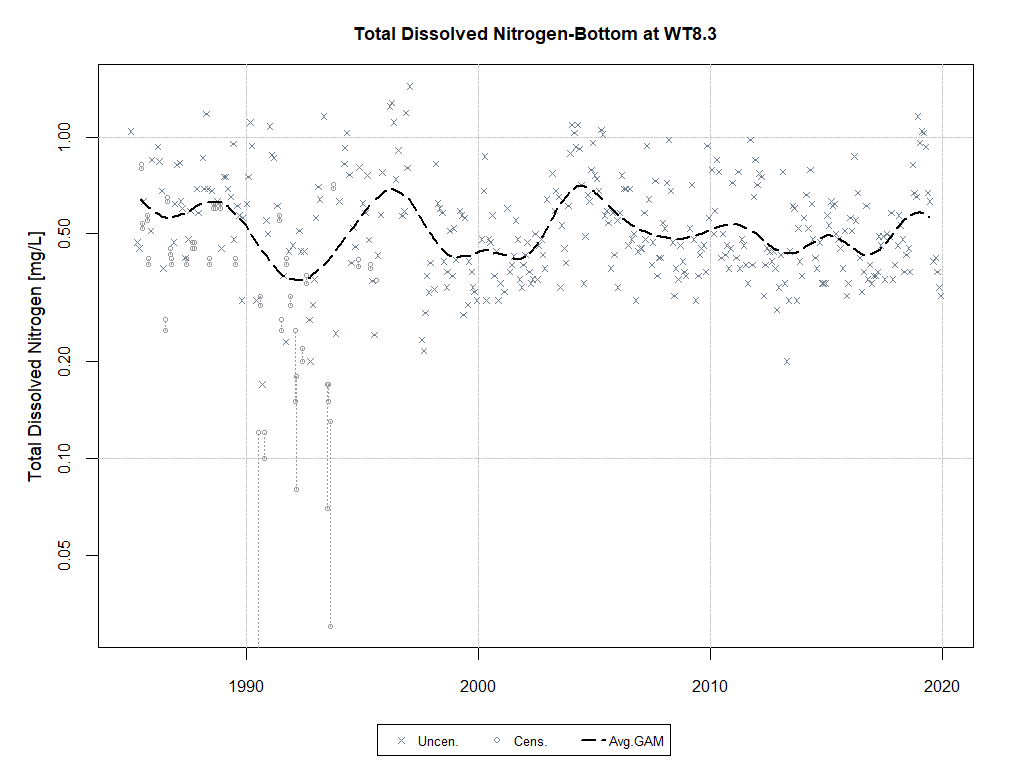 Total Dissolved Nitrogen-Bottom at WT8.3
Total Dissolved Nitrogen [mg/L]
1.00
0.50
0.20
0.10
0.05
1990 2000 2010 2020
Uncen. Cens. Avg.GAM